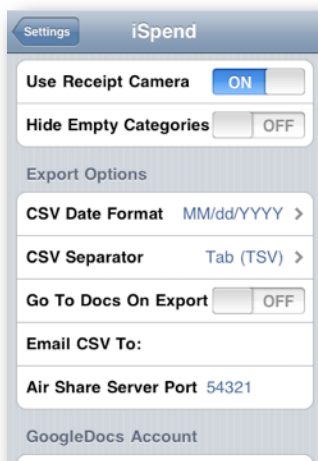 Settings iSpend
Use Receipt Camera ON
Hide Empty Categories OFF
Export Options
CSV Date Format MM/dd/YYYY >
CSV Separator Tab (TSV) >
Go To Docs On Export OFF
Email CSV To:
Air Share Server Port 54321
GoogleDocs Account